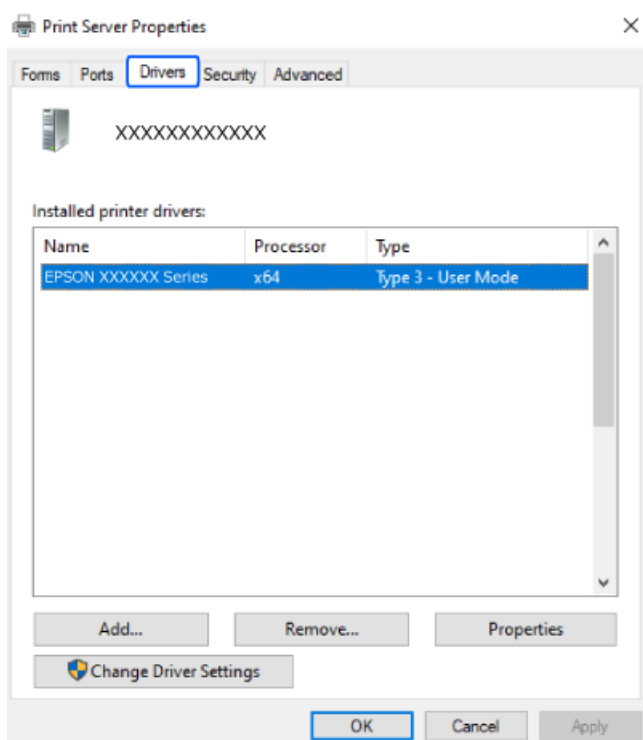 Print Server Properties
Forms Ports Drivers Security Advanced
XXXXXXXXXXXX
Installed printer drivers:
Name Processor Type
EPSON XXXXXX Series x64 Type 3 - User Mode
Add... Remove... Properties
Change Driver Settings
OK Cancel Apply